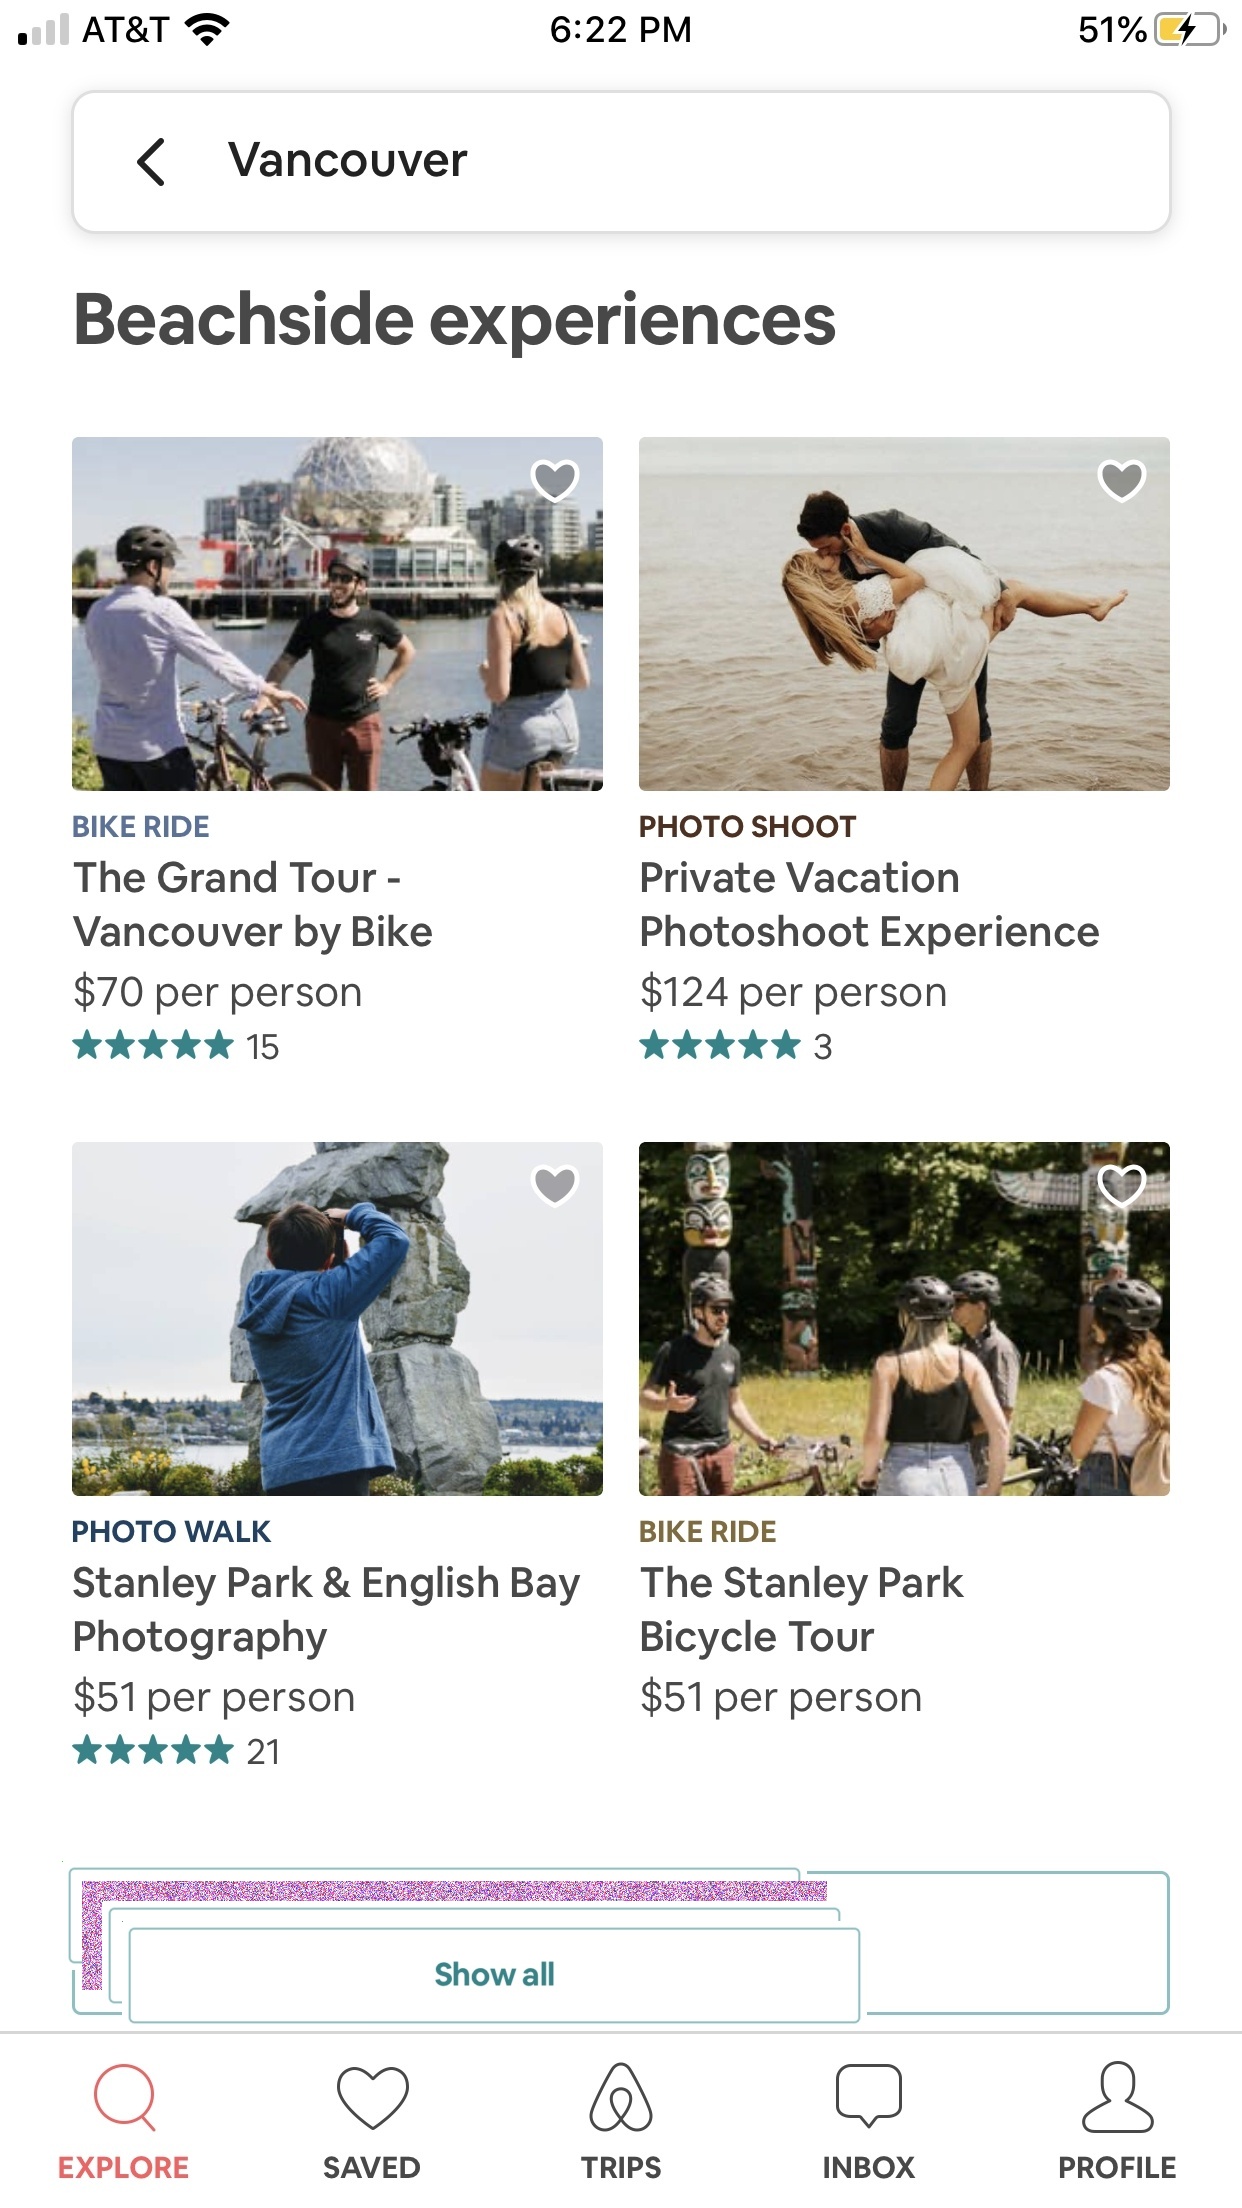 AT&T 6:22 PM 51%
Vancouver
Beachside experiences
BIKE RIDE
The Grand Tour -
Vancouver by Bike
$70 per person
15
PHOTO SHOOT
Private Vacation
Photoshoot Experience
$124 per person
3
PHOTO WALK
Stanley Park & English Bay
Photography
$51 per person
21
BIKE RIDE
The Stanley Park
Bicycle Tour
$51 per person
Show all
EXPLORE SAVED TRIPS INBOX PROFILE